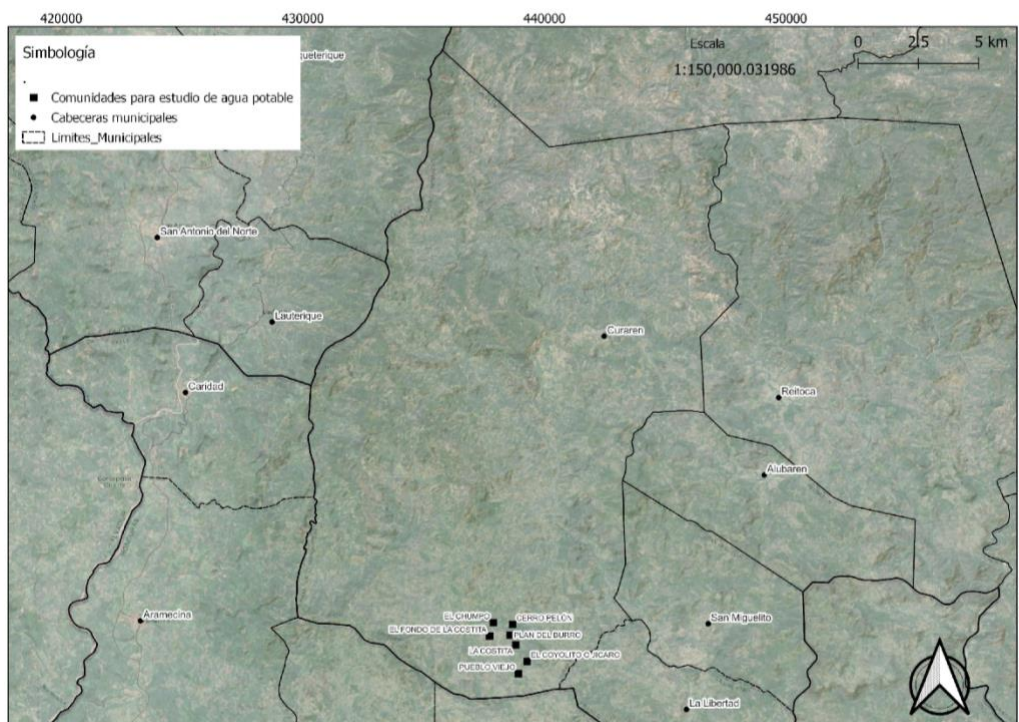 420000 430000 440000 450000
Simbología
.
Comunidades para estudio de agua potable
Cabeceras municipales
Limites_Municipales
Escala
1:150,000.031986
0 2.5 5 km
San Antonio del Norte
Lauterique
Curaren
Caridad
Reitoca
Alubaren
Aramecina
EL CHUMPO
CERRO PELÓN
EL FONDO DE LA COSTITA
PLAN DEL BURRO
LA COSTITA
EL COYOLITO O JICARO
PUEBLO VIEJO
San Miguelito
La Libertad